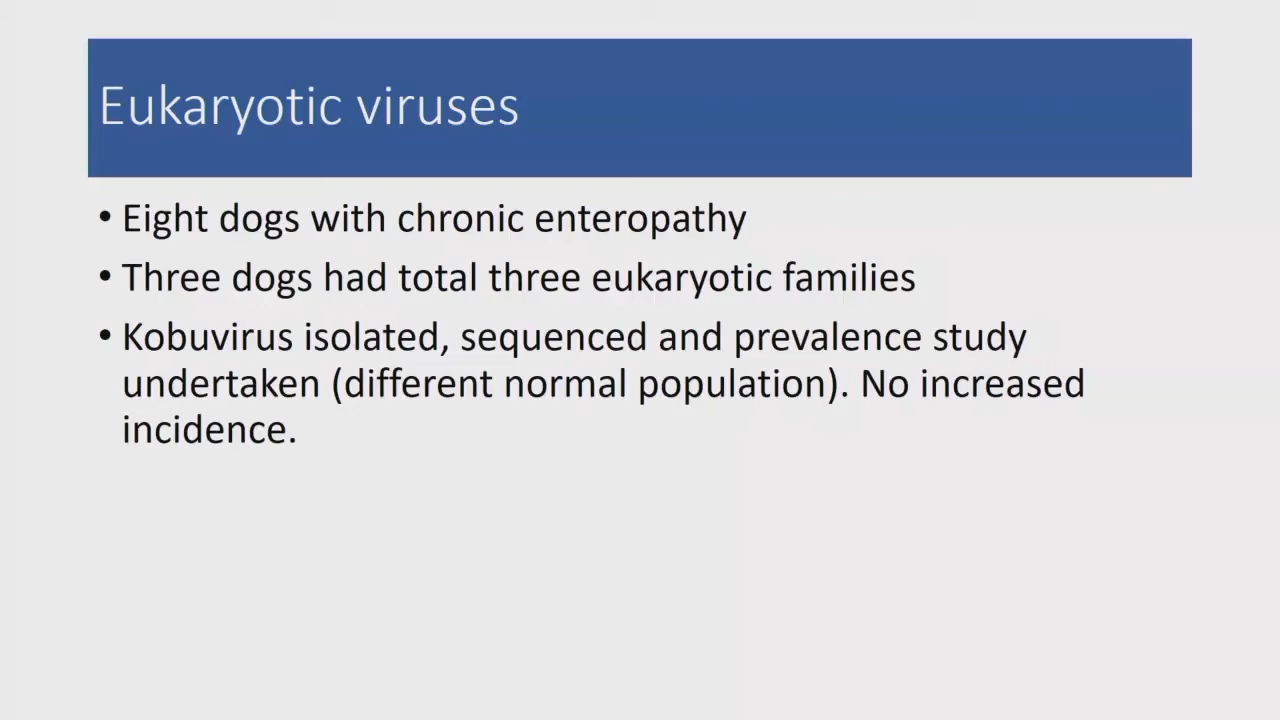 Eukaryotic viruses
• Eight dogs with chronic enteropathy
• Three dogs had total three eukaryotic families
• Kobuvirus isolated, sequenced and prevalence study
undertaken (different normal population). No increased
incidence.